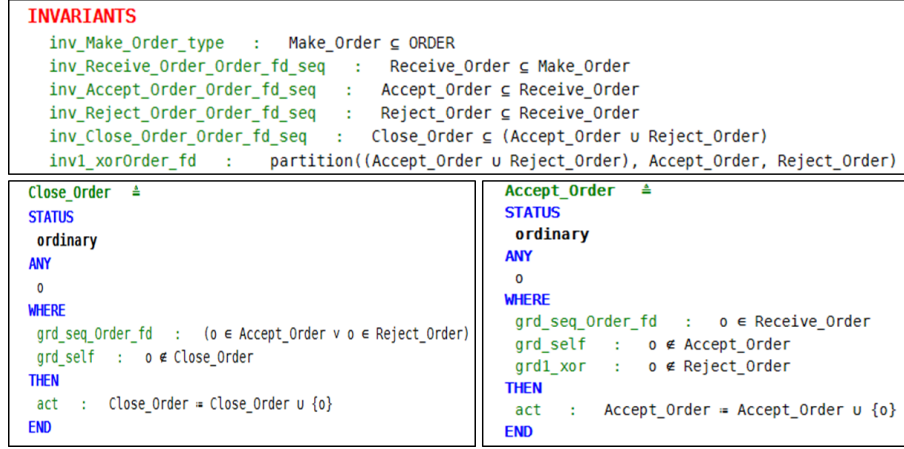 INVARIANTS
inv_Make_Order_type : Make_Order ⊆ ORDER
inv_Receive_Order_Order_fd_seq : Receive_Order ⊆ Make_Order
inv_Accept_Order_Order_fd_seq : Accept_Order ⊆ Receive_Order
inv_Reject_Order_Order_fd_seq : Reject_Order ⊆ Receive_Order
inv_Close_Order_Order_fd_seq : Close_Order ⊆ (Accept_Order ∪ Reject_Order)
inv1_xorOrder_fd : partition((Accept_Order ∪ Reject_Order), Accept_Order, Reject_Order)
Close_Order ≙
STATUS
ordinary
ANY
o
WHERE
grd_seq_Order_fd : (o ∈ Accept_Order ∨ o ∈ Reject_Order)
grd_self : o ∉ Close_Order
THEN
act : Close_Order ≔ Close_Order ∪ {o}
END
Accept_Order ≙
STATUS
ordinary
ANY
o
WHERE
grd_seq_Order_fd : o ∈ Receive_Order
grd_self : o ∉ Accept_Order
grd1_xor : o ∉ Reject_Order
THEN
act : Accept_Order ≔ Accept_Order ∪ {o}
END